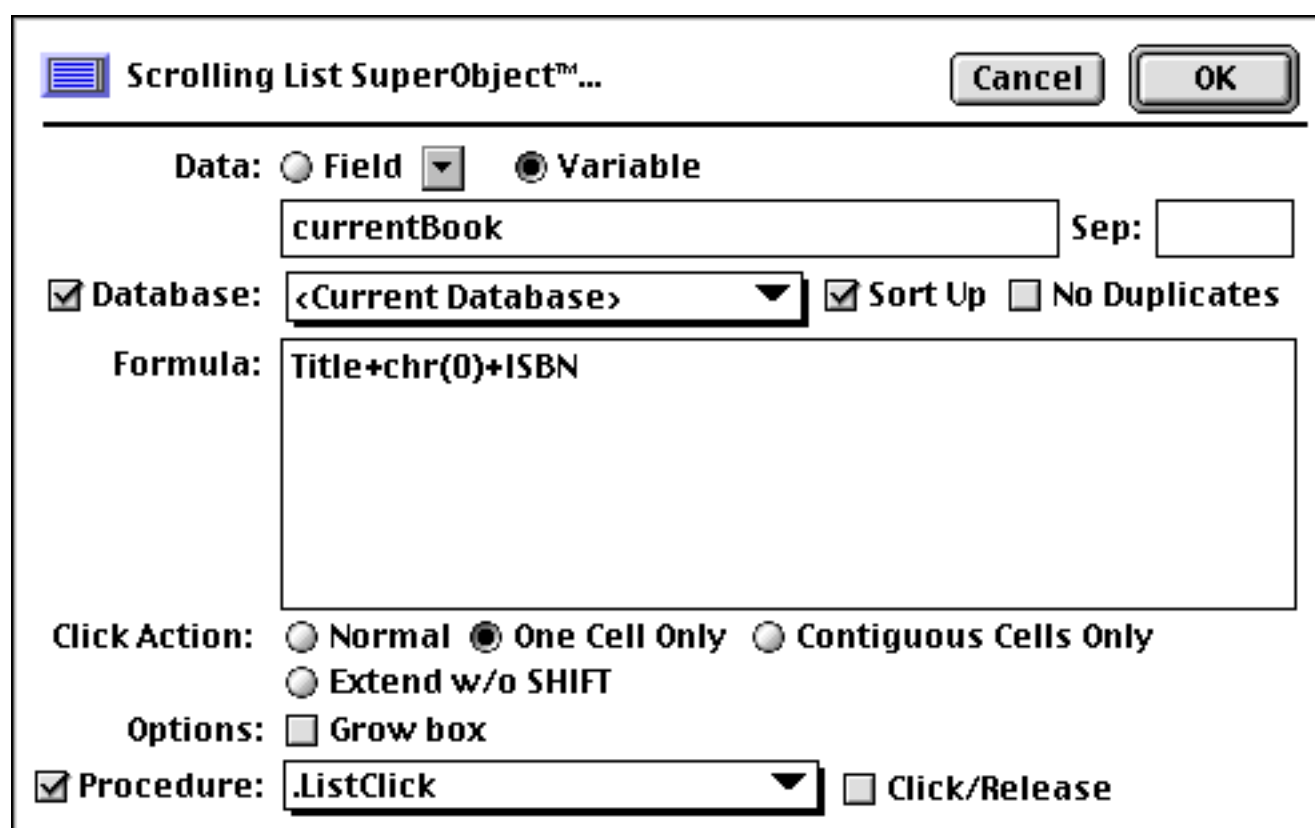 Scrolling List SuperObject™... Cancel OK
Data: Field Variable
currentBook Sep:
Database: <Current Database> Sort Up No Duplicates
Formula: Title+chr(0)+ISBN
Click Action: Normal One Cell Only Contiguous Cells Only
Extend w/o SHIFT
Options: Grow box
Procedure: .ListClick Click/Release